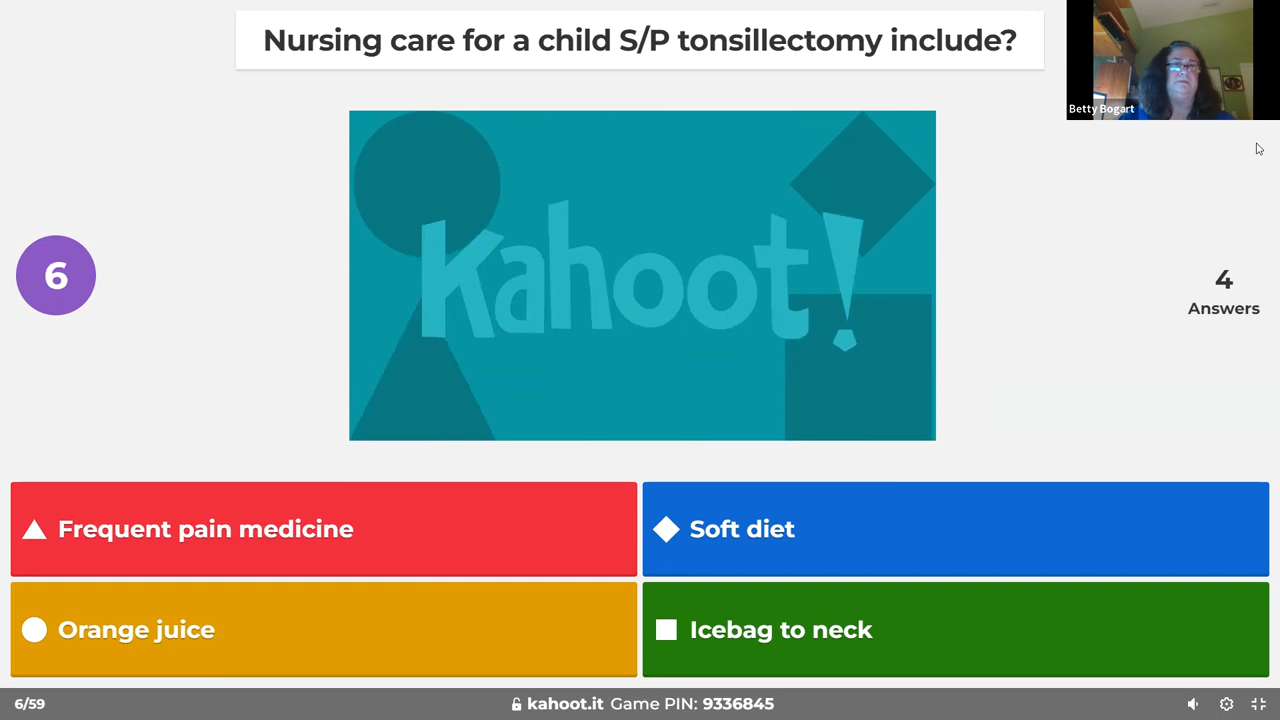 Nursing care for a child S/P tonsillectomy include?
Betty Bogart
Kahoot!
6
4
Answers
Frequent pain medicine
Soft diet
Orange juice
Icebag to neck
6/59
kahoot.it Game PIN: 9336845